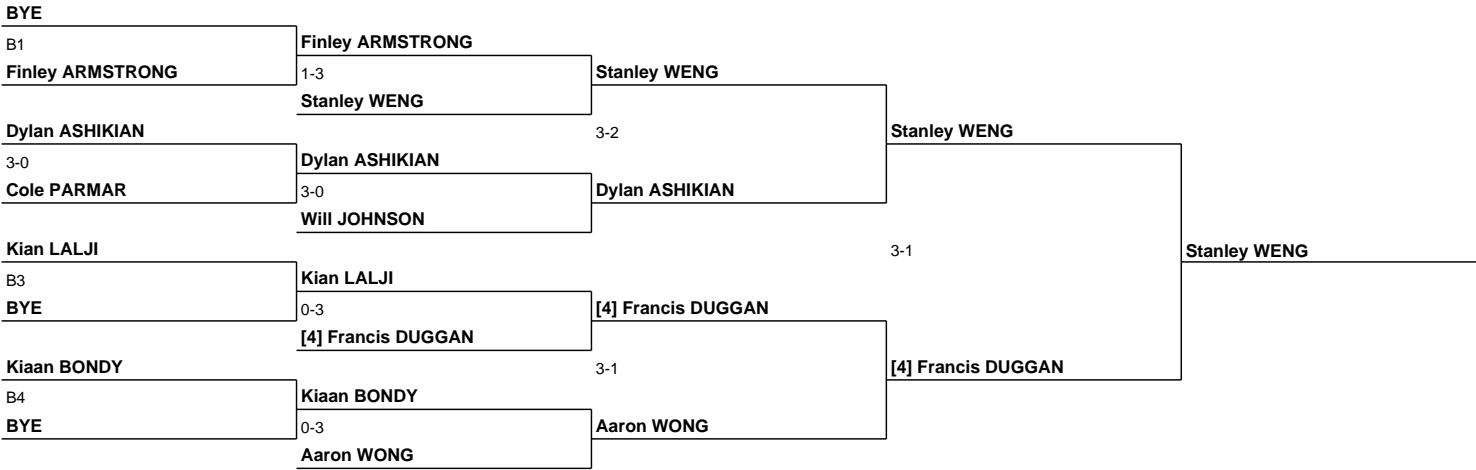 BYE
B1
Finley ARMSTRONG
Finley ARMSTRONG
1-3
Stanley WENG
Stanley WENG
Dylan ASHIKIAN
3-2
Stanley WENG
3-0
Dylan ASHIKIAN
Cole PARMAR
3-0
Dylan ASHIKIAN
Will JOHNSON
Kian LALJI
3-1
Stanley WENG
B3
Kian LALJI
BYE
0-3
[4] Francis DUGGAN
[4] Francis DUGGAN
Kiaan BONDY
3-1
[4] Francis DUGGAN
B4
Kiaan BONDY
BYE
0-3
Aaron WONG
Aaron WONG